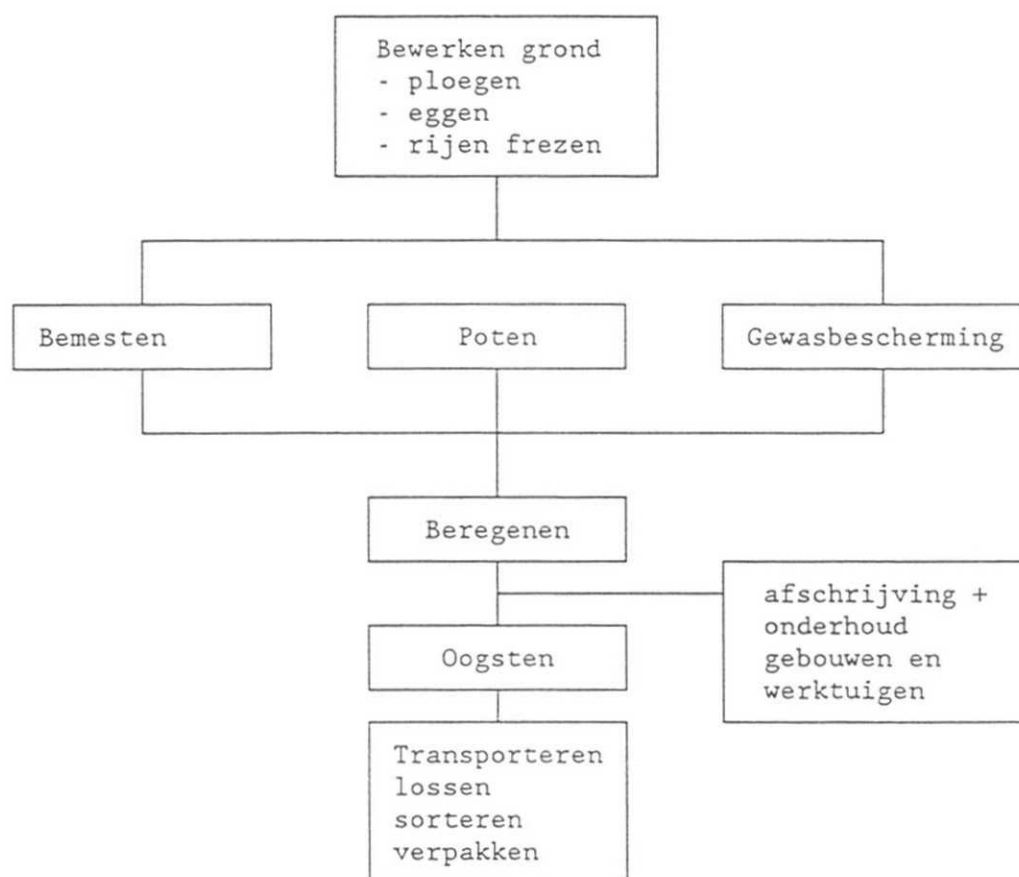 Bewerken grond
- ploegen
- eggen
- rijen frezen
Bemesten
Poten
Gewasbescherming
Beregenen
afschrijving +
onderhoud
gebouwen en
werktuigen
Oogsten
Transporteren
lossen
sorteren
verpakken